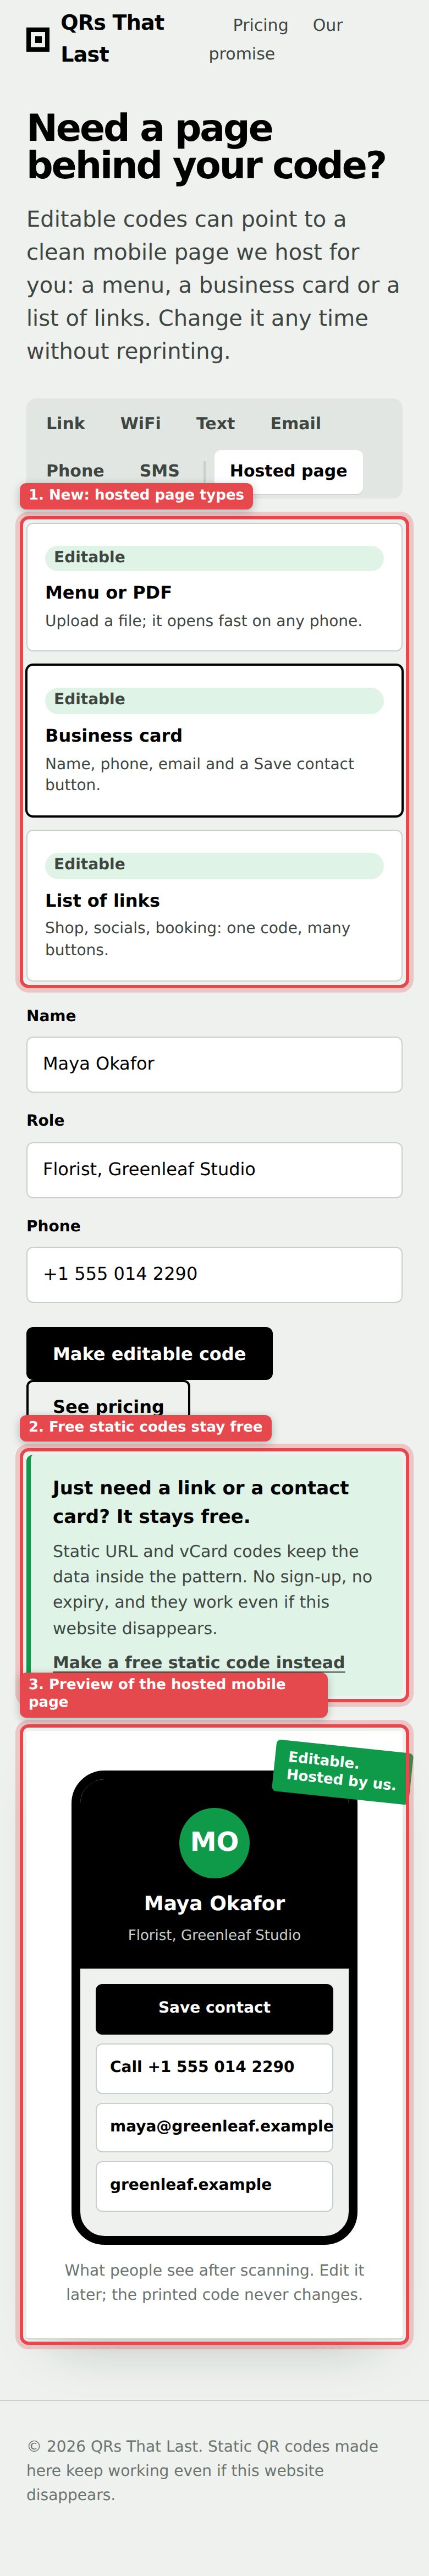 QRs That
Last
Pricing Our
promise
Need a page
behind your code?
Editable codes can point to a
clean mobile page we host for
you: a menu, a business card or a
list of links. Change it any time
without reprinting.
Link WiFi Text Email
Phone SMS Hosted page
1. New: hosted page types
Editable
Menu or PDF
Upload a file; it opens fast on any phone.
Editable
Business card
Name, phone, email and a Save contact
button.
Editable
List of links
Shop, socials, booking: one code, many
buttons.
Name
Maya Okafor
Role
Florist, Greenleaf Studio
Phone
+1 555 014 2290
Make editable code
See pricing
2. Free static codes stay free
Just need a link or a contact
card? It stays free.
Static URL and vCard codes keep the
data inside the pattern. No sign-up, no
expiry, and they work even if this
website disappears.
Make a free static code instead
3. Preview of the hosted mobile
page
Editable.
Hosted by us.
MO
Maya Okafor
Florist, Greenleaf Studio
Save contact
Call +1 555 014 2290
maya@greenleaf.example
greenleaf.example
What people see after scanning. Edit it
later; the printed code never changes.
© 2026 QRs That Last. Static QR codes made
here keep working even if this website
disappears.